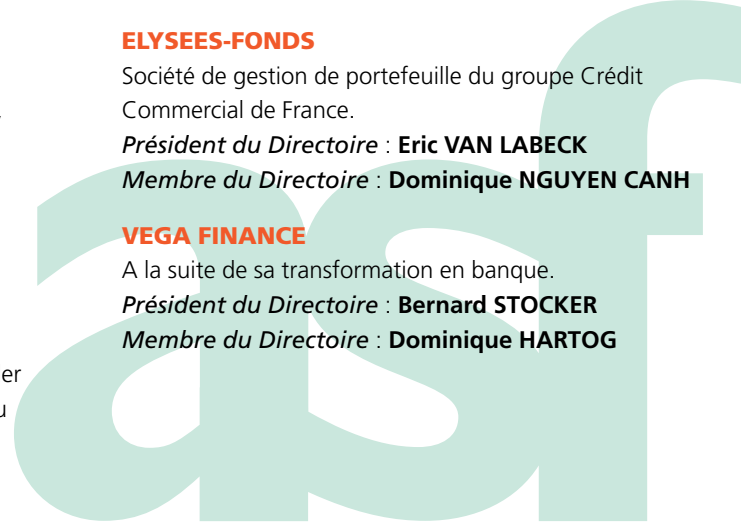 ELYSEES-FONDS
Société de gestion de portefeuille du groupe Crédit
Commercial de France.
Président du Directoire : Eric VAN LABECK
Membre du Directoire : Dominique NGUYEN CANH
VEGA FINANCE
A la suite de sa transformation en banque.
Président du Directoire : Bernard STOCKER
Membre du Directoire : Dominique HARTOG
er
u
asf